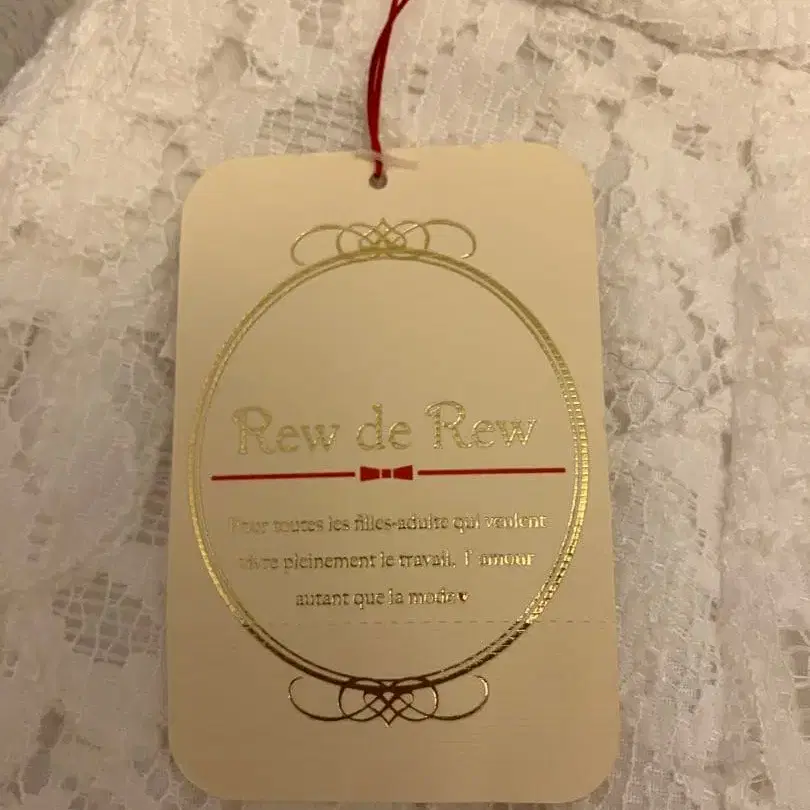 Rew de Rew
Pour toutes les filles-adulte qui veulent
vivre pleinement le travail, l'amour
autant que la mode♥